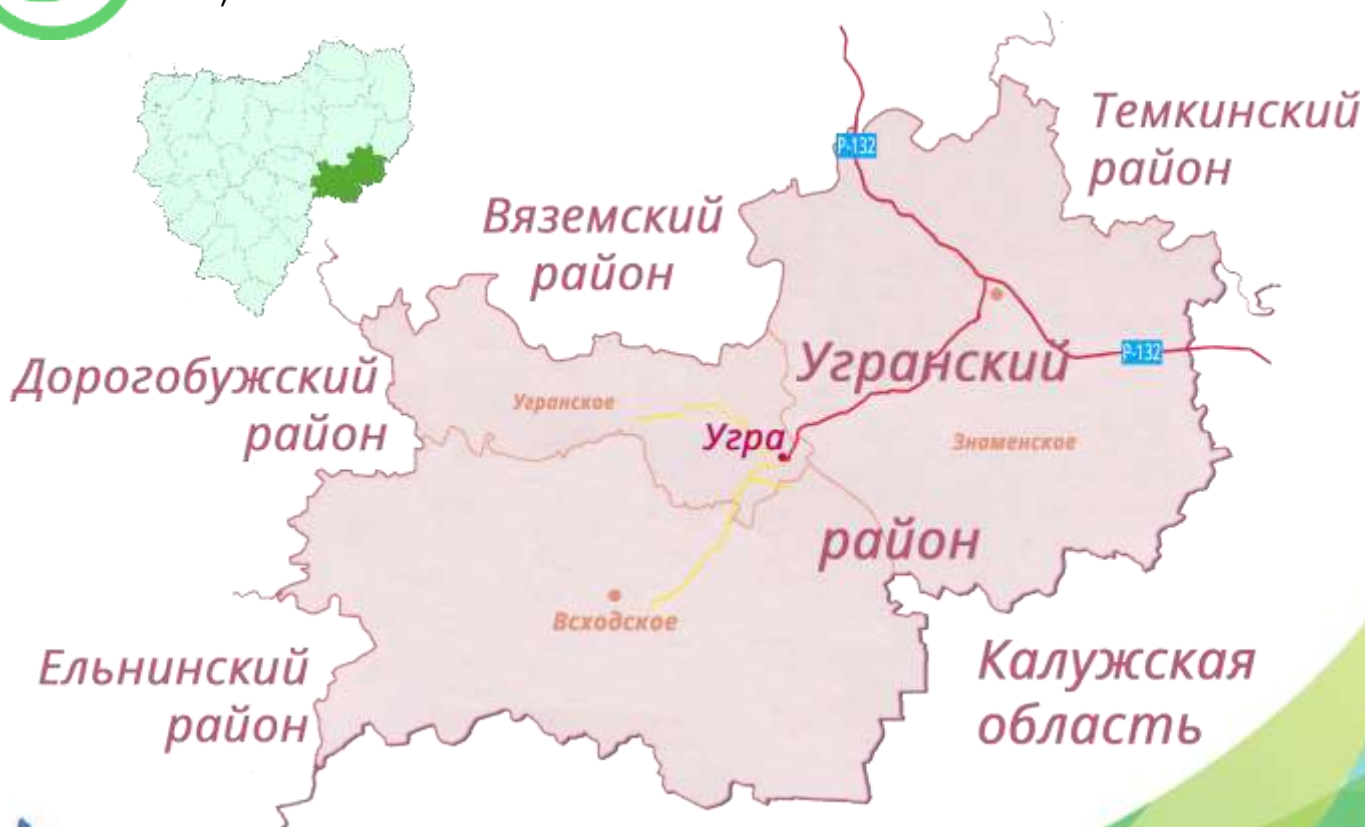 Р-132
Темкинский
район
Вяземский
район
Дорогобужский
район
Угранский
Р-132
Угранское
Угра
Знаменское
район
Всходское
Ельнинский
район
Калужская
область